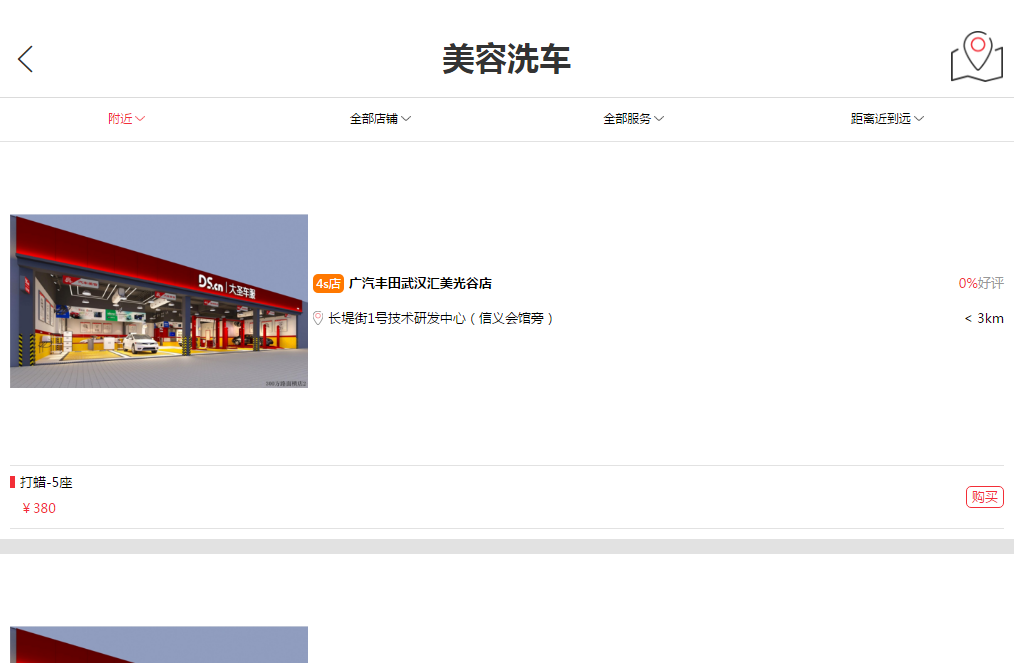 美容洗车
附近
全部店铺
全部服务
距离近到远
DS.cn | 大圣车服
4s店 广汽丰田武汉汇美光谷店
0%好评
长堤街1号技术研发中心（信义会馆旁）
< 3km
打蜡-5座
￥380
购买